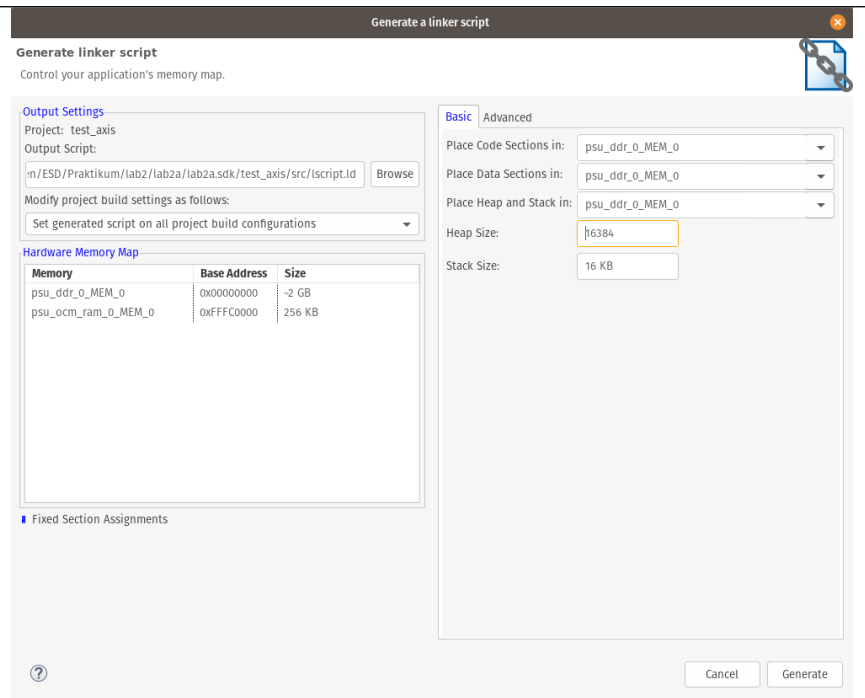 Generate a linker script
Generate linker script
Control your application's memory map.
Output Settings
Project: test_axis
Output Script:
:n/ESD/Praktikum/lab2/lab2a/lab2a.sdk/test_axis/src/lscript.ld Browse
Modify project build settings as follows:
Set generated script on all project build configurations
Hardware Memory Map
Memory Base Address Size
psu_ddr_0_MEM_0 0x00000000 ~2 GB
psu_ocm_ram_0_MEM_0 0xFFFC0000 256 KB
Fixed Section Assignments
Basic Advanced
Place Code Sections in: psu_ddr_0_MEM_0
Place Data Sections in: psu_ddr_0_MEM_0
Place Heap and Stack in: psu_ddr_0_MEM_0
Heap Size: 16384
Stack Size: 16 KB
? Cancel Generate